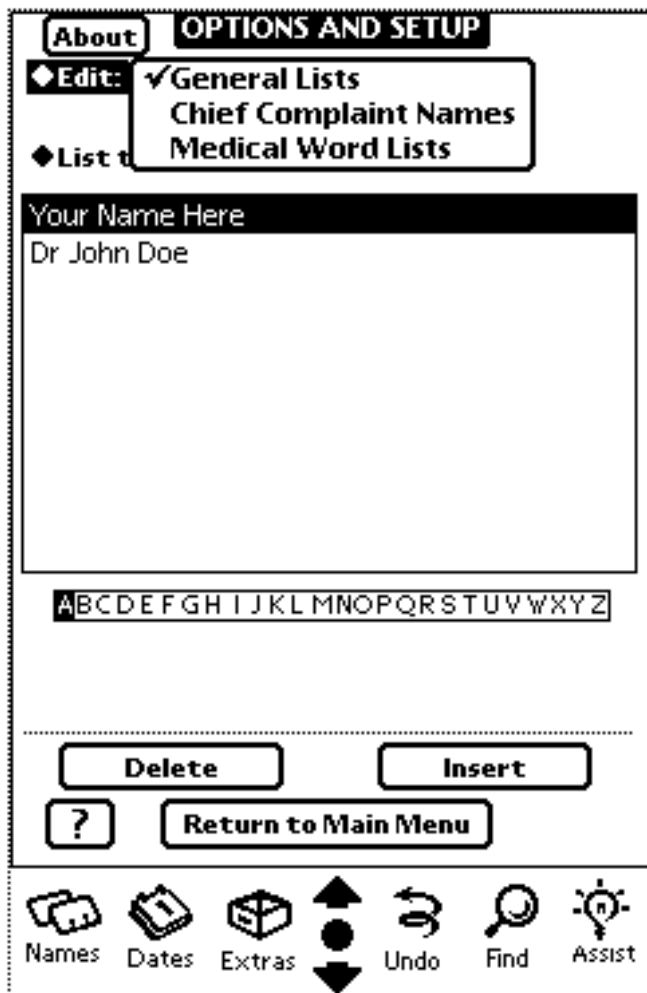 About OPTIONS AND SETUP
◆Edit: ✓General Lists
Chief Complaint Names
◆List t Medical Word Lists
Your Name Here
Dr John Doe
ABCDEFGHIJKLMNOPQRSTUVWXYZ
Delete Insert
? Return to Main Menu
Names Dates Extras Undo Find Assist